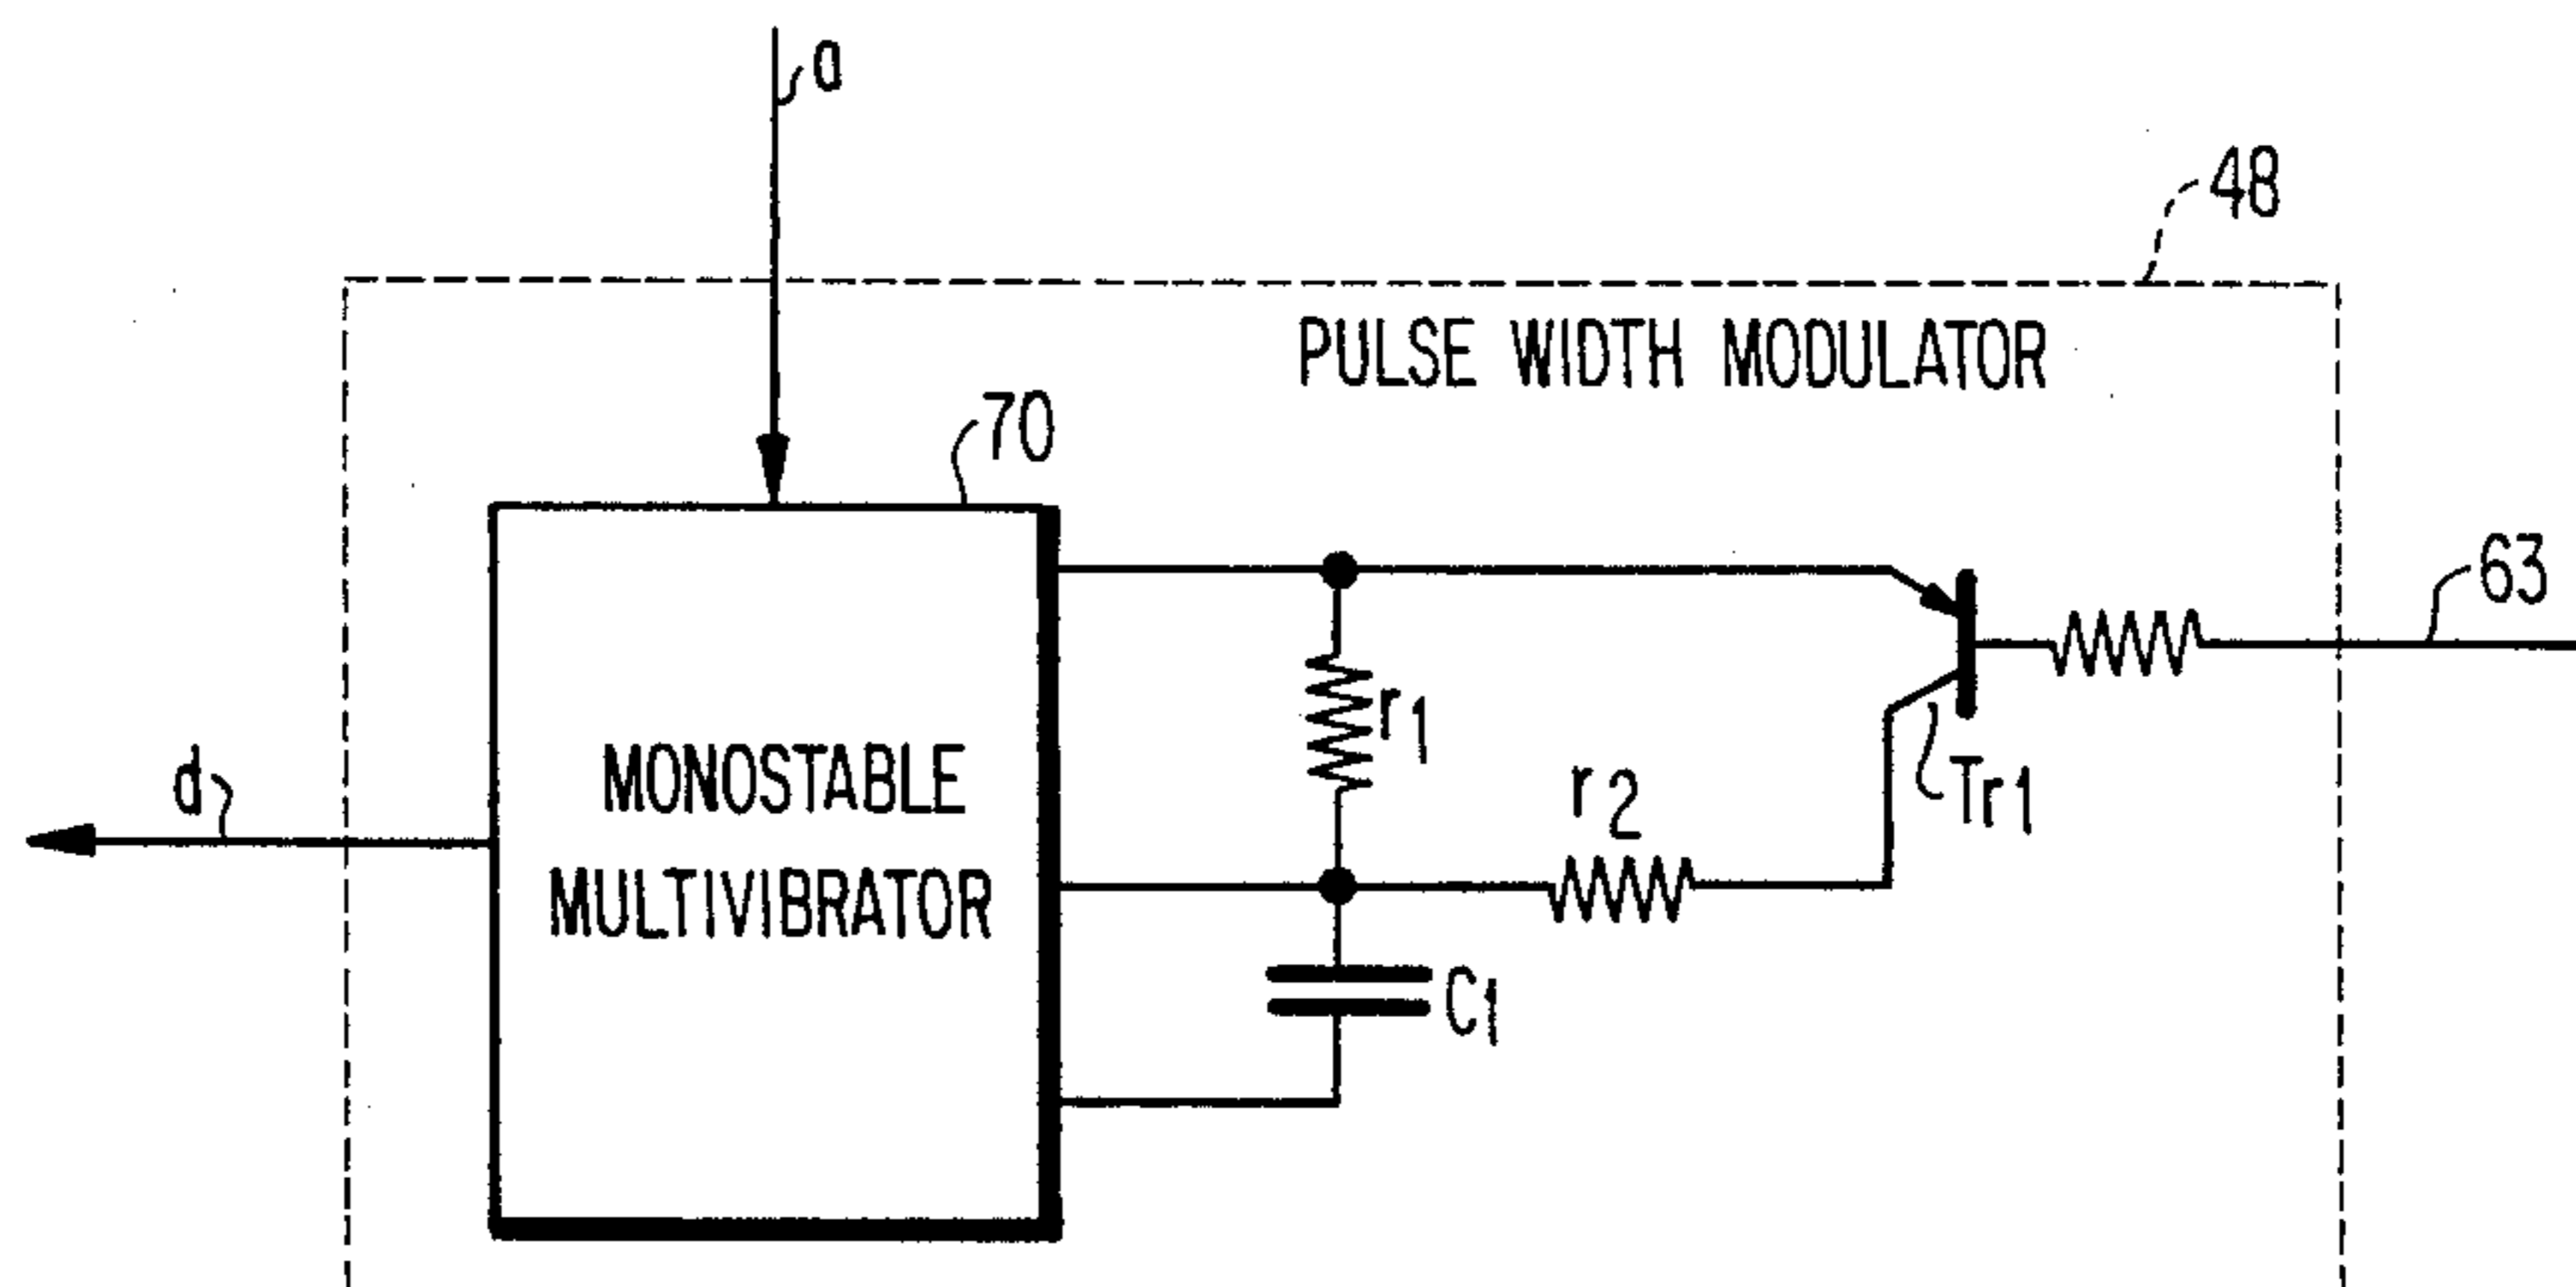 a
48
PULSE WIDTH MODULATOR
70
63
r1
d
MONOSTABLE
MULTIVIBRATOR
r2
Tr1
C1